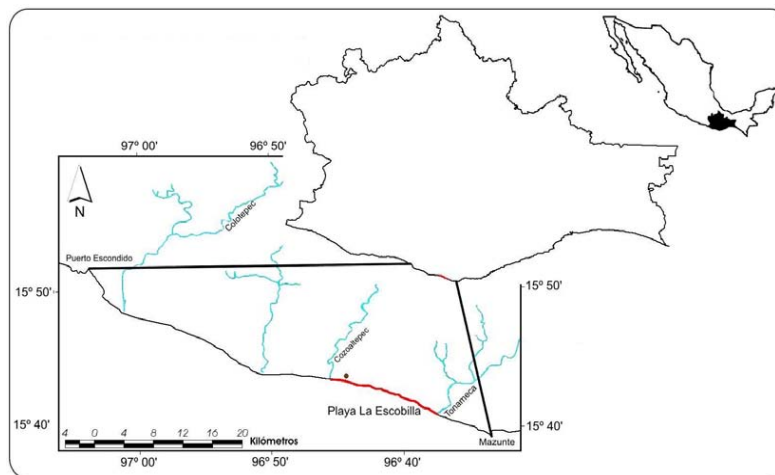 97º 00'
96º 50'
N
Colotepec
Puerto Escondido
15º 50'
15º 50'
Cozoaltepec
Tonameca
Playa La Escobilla
15º 40'
15º 40'
Mazunte
4 0 4 8 12 16 20
Kilómetros
97º 00'
96º 50'
96º 40'